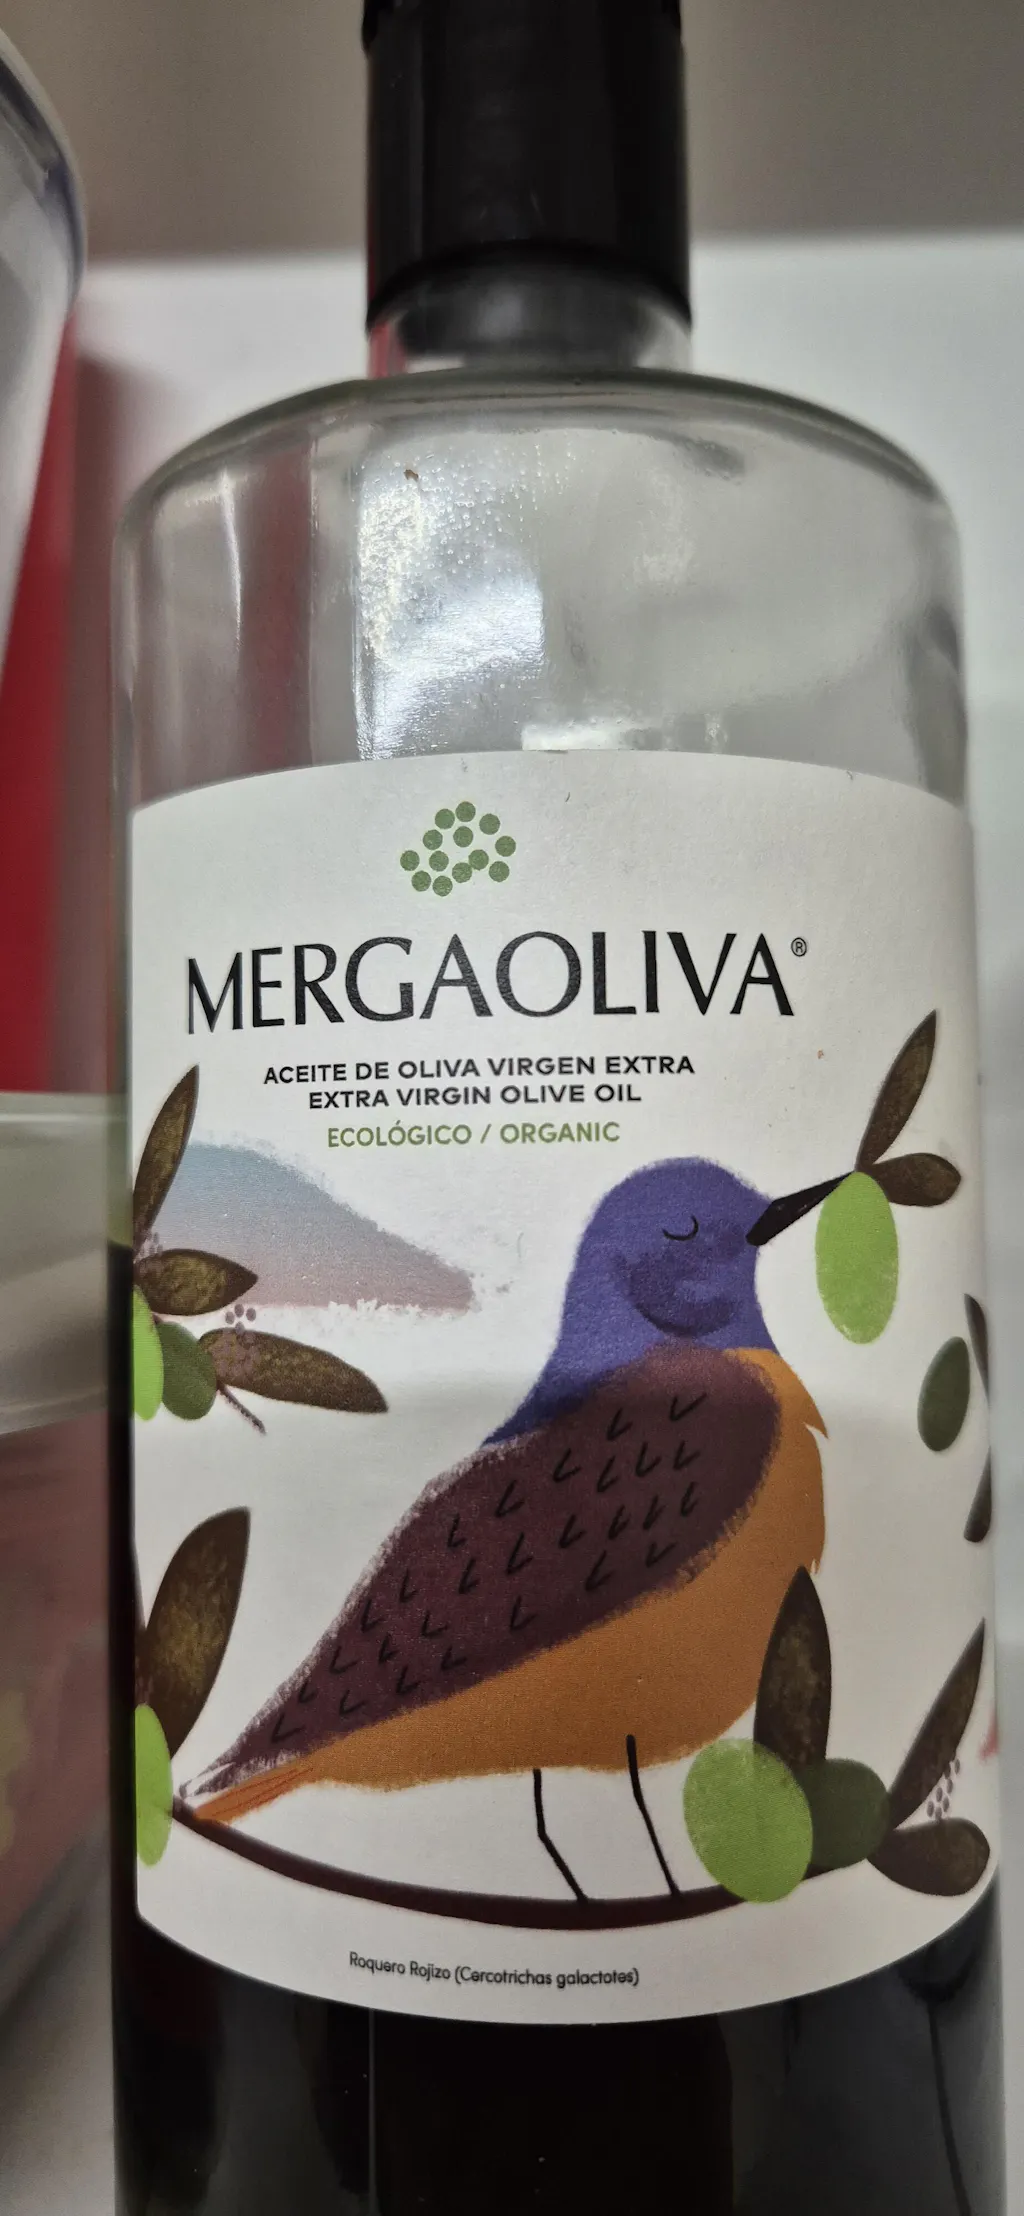 MERGAOLIVA®
ACEITE DE OLIVA VIRGEN EXTRA
EXTRA VIRGIN OLIVE OIL
ECOLÓGICO / ORGANIC
Roquero Rojizo (Cercotrichas galactotes)